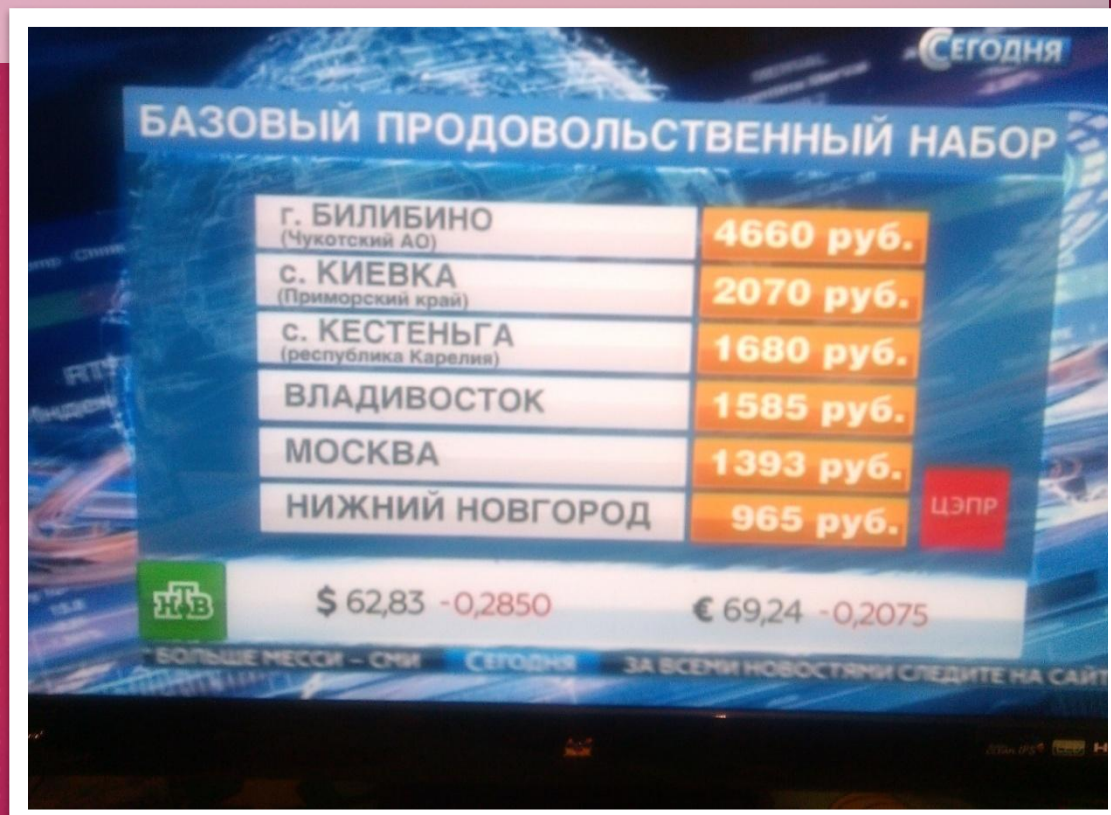 СЕГОДНЯ
БАЗОВЫЙ ПРОДОВОЛЬСТВЕННЫЙ НАБОР
г. БИЛИБИНО
(Чукотский АО)
4660 руб.
с. КИЕВКА
(Приморский край)
2070 руб.
с. КЕСТЕНЬГА
(республика Карелия)
1680 руб.
ВЛАДИВОСТОК
1585 руб.
МОСКВА
1393 руб.
НИЖНИЙ НОВГОРОД
965 руб.
ЦЭПР
НТВ
$ 62,83 -0,2850
€ 69,24 -0,2075
БОЛЬШЕ МЕССИ – СМИ СЕГОДНЯ ЗА ВСЕМИ НОВОСТЯМИ СЛЕДИТЕ НА САЙТ